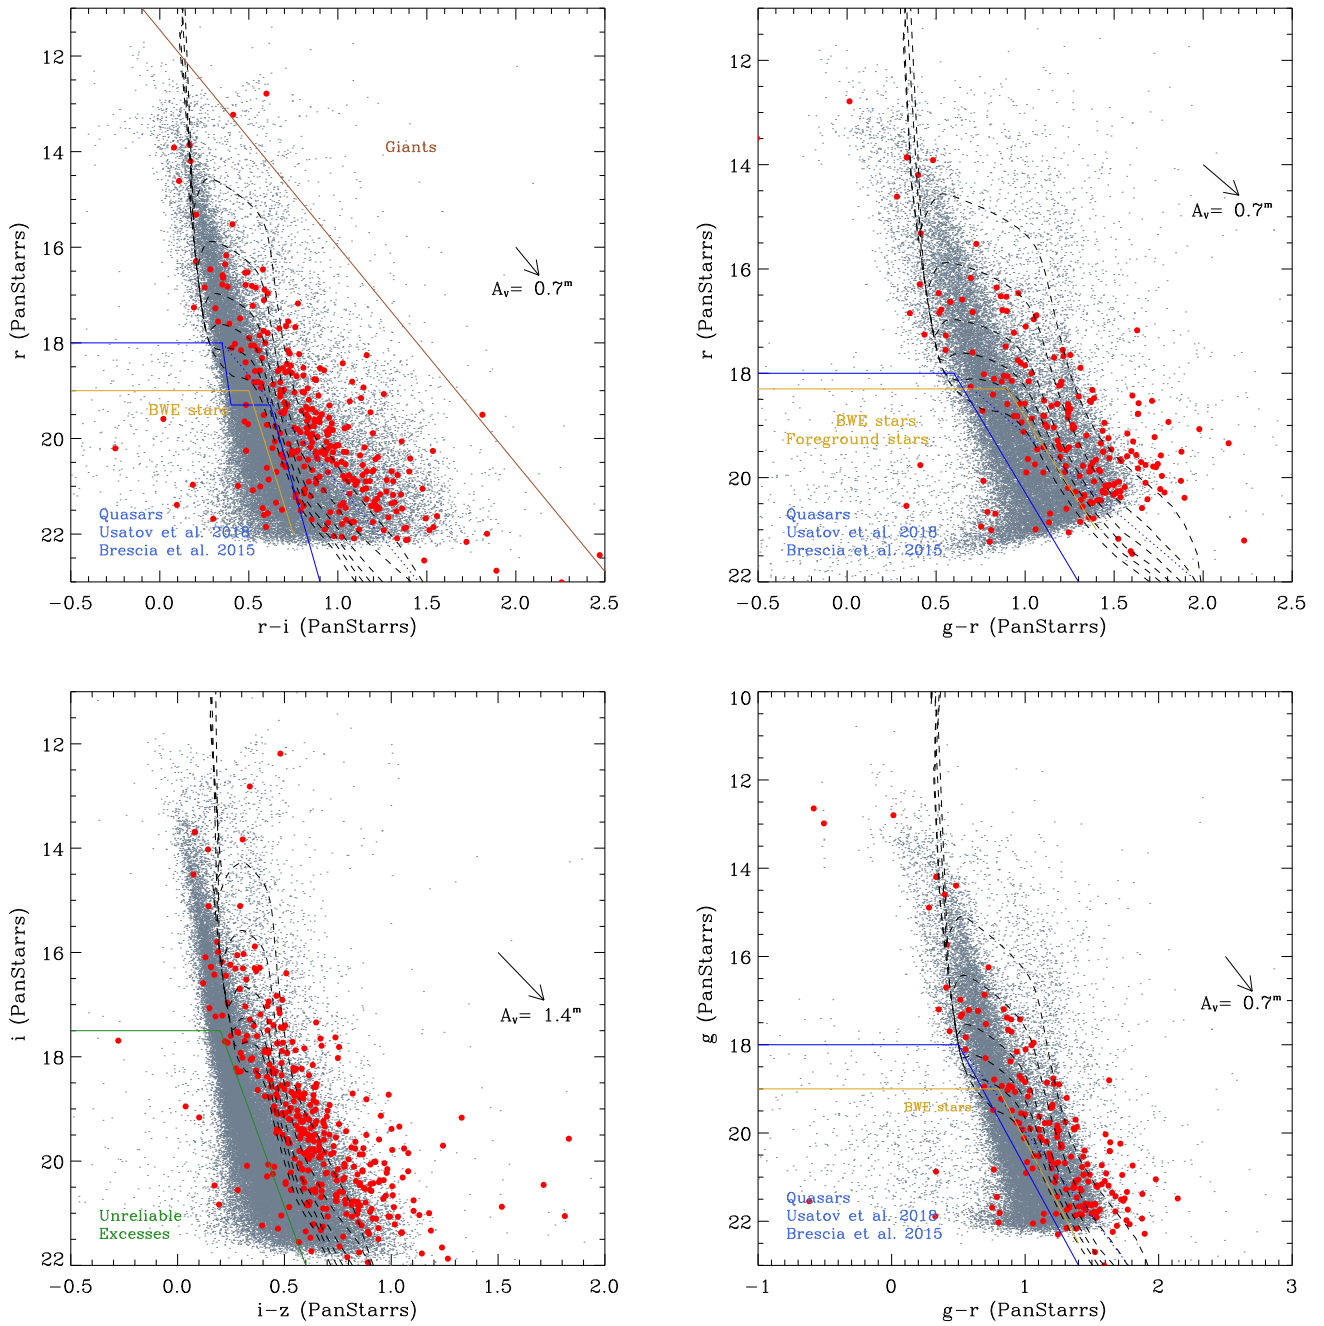 12
14
16
18
20
22
r (PanStarrs)
Giants
Av= 0.7m
BWE stars
Quasars
Usatov et al. 2018
Brescia et al. 2015
-0.5 0.0 0.5 1.0 1.5 2.0 2.5
r-i (PanStarrs)
12
14
16
18
20
22
r (PanStarrs)
Av= 0.7m
BWE stars
Foreground stars
Quasars
Usatov et al. 2018
Brescia et al. 2015
-0.5 0.0 0.5 1.0 1.5 2.0 2.5
g-r (PanStarrs)
12
14
16
18
20
22
i (PanStarrs)
Av= 1.4m
Unreliable
Excesses
-0.5 0.0 0.5 1.0 1.5 2.0
i-z (PanStarrs)
10
12
14
16
18
20
22
g (PanStarrs)
Av= 0.7m
BWE stars
Quasars
Usatov et al. 2018
Brescia et al. 2015
-1 0 1 2 3
g-r (PanStarrs)